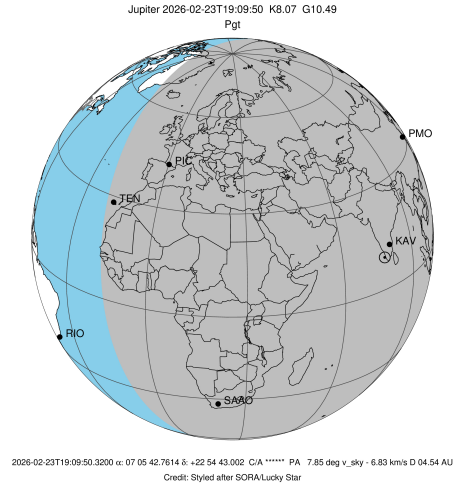 Jupiter 2026-02-23T19:09:50 K8.07 G10.49
Pgt
PMO
PIC
TEN
KAV
RIO
SAAO
2026-02-23T19:09:50.3200 α: 07 05 42.7614 δ: +22 54 43.002 C/A ****** PA 7.85 deg v_sky - 6.83 km/s D 04.54 AU
Credit: Styled after SORA/Lucky Star